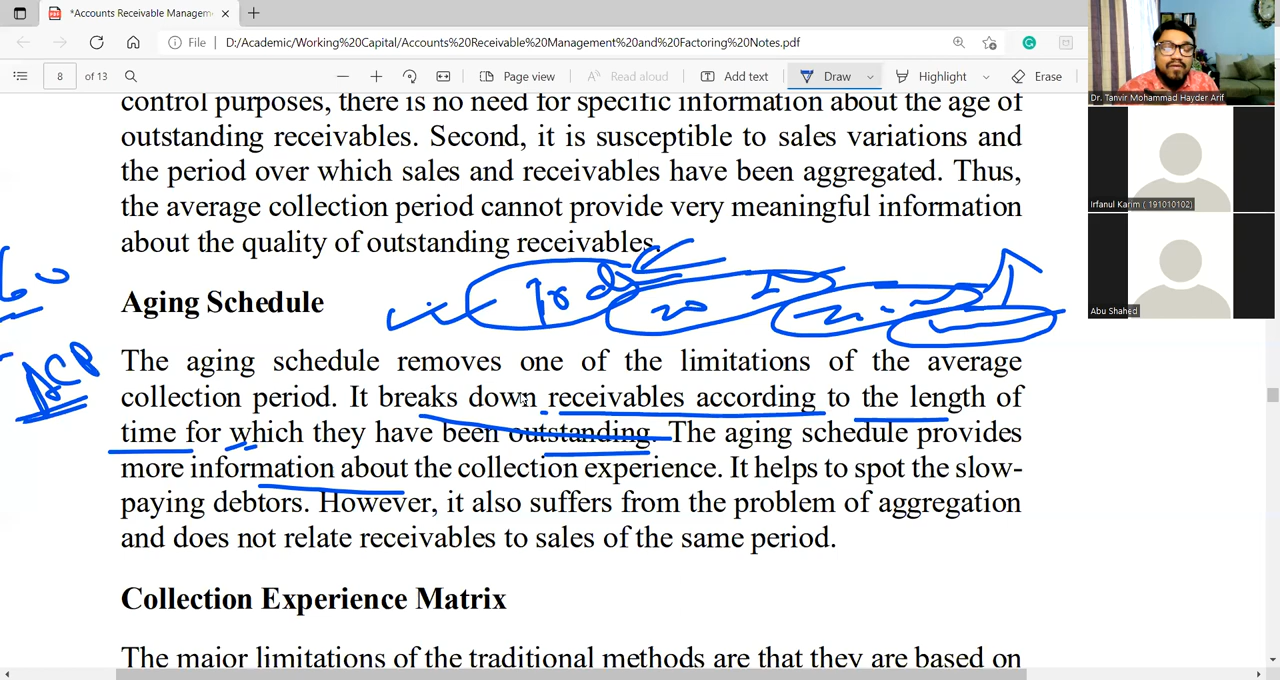 *Accounts Receivable Managemen
File
D:/Academic/Working%20Capital/Accounts%20Receivable%20Management%20and%20Factoring%20Notes.pdf
8 of 13
Page view
Read aloud
Add text
Draw
Highlight
Erase
control purposes, there is no need for specific information about the age of
outstanding receivables. Second, it is susceptible to sales variations and
the period over which sales and receivables have been aggregated. Thus,
the average collection period cannot provide very meaningful information
about the quality of outstanding receivables.
60
20
Aging Schedule
ACP
The aging schedule removes one of the limitations of the average
collection period. It breaks down receivables according to the length of
time for which they have been outstanding. The aging schedule provides
more information about the collection experience. It helps to spot the slow-
paying debtors. However, it also suffers from the problem of aggregation
and does not relate receivables to sales of the same period.
Collection Experience Matrix
The major limitations of the traditional methods are that they are based on
Dr. Tanvir Mohammad Hayder Arif
Irfanul Karim ( 191010102)
Abu Shahed